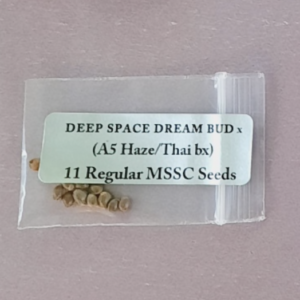 DEEP SPACE DREAM BUD x
(A5 Haze/Thai bx)
11 Regular MSSC Seeds